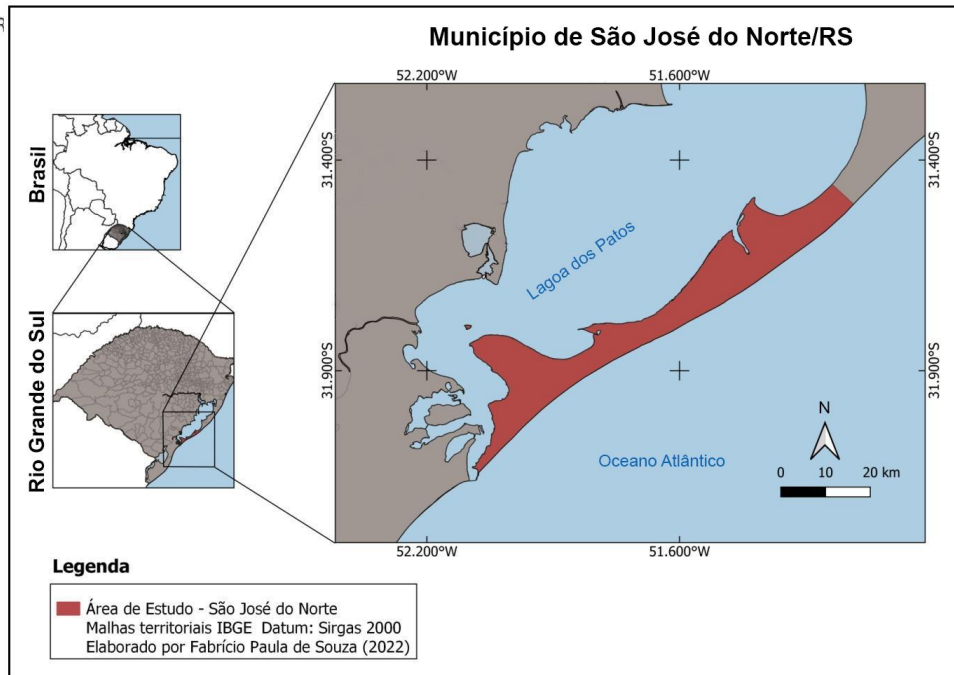 Município de São José do Norte/RS
52.200°W
51.600°W
Brasil
31.400°S
31.400°S
Lagoa dos Patos
Rio Grande do Sul
31.900°S
31.900°S
Oceano Atlântico
N
0 10 20 km
52.200°W
51.600°W
Legenda
Área de Estudo - São José do Norte
Malhas territoriais IBGE Datum: Sirgas 2000
Elaborado por Fabrício Paula de Souza (2022)